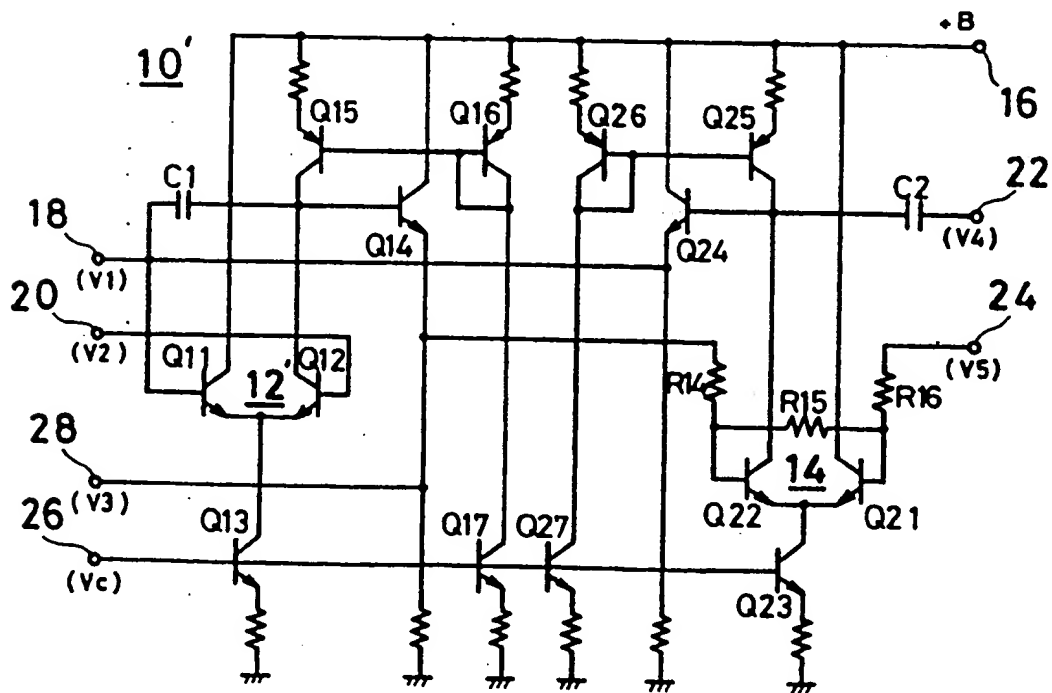 +B
10'
16
Q15
Q16
Q26
Q25
C1
C2
22
18
Q14
Q24
(V4)
(V1)
20
24
(V2)
Q11
12'
Q12
R14
R15
R16
(V5)
28
14
(V3)
Q22
Q21
26
Q13
Q17
Q27
(Vc)
Q23